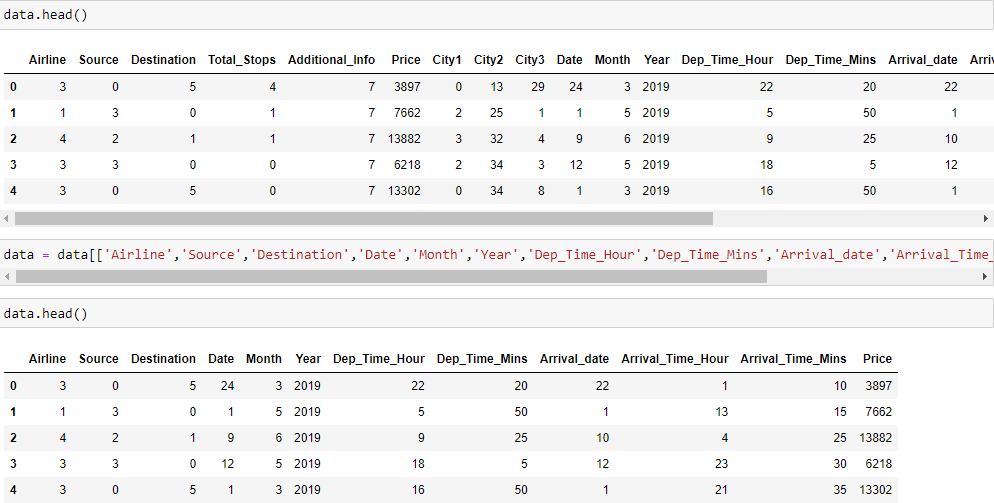 data.head()
Airline Source Destination Total_Stops Additional_Info Price City1 City2 City3 Date Month Year Dep_Time_Hour Dep_Time_Mins Arrival_date Arri
0 3 0 5 4 7 3897 0 13 29 24 3 2019 22 20 22
1 1 3 0 1 7 7662 2 25 1 1 5 2019 5 50 1
2 4 2 1 1 7 13882 3 32 4 9 6 2019 9 25 10
3 3 3 0 0 7 6218 2 34 3 12 5 2019 18 5 12
4 3 0 5 0 7 13302 0 34 8 1 3 2019 16 50 1
data = data[['Airline','Source','Destination','Date','Month','Year','Dep_Time_Hour','Dep_Time_Mins','Arrival_date','Arrival_Time_
data.head()
Airline Source Destination Date Month Year Dep_Time_Hour Dep_Time_Mins Arrival_date Arrival_Time_Hour Arrival_Time_Mins Price
0 3 0 5 24 3 2019 22 20 22 1 10 3897
1 1 3 0 1 5 2019 5 50 1 13 15 7662
2 4 2 1 9 6 2019 9 25 10 4 25 13882
3 3 3 0 12 5 2019 18 5 12 23 30 6218
4 3 0 5 1 3 2019 16 50 1 21 35 13302